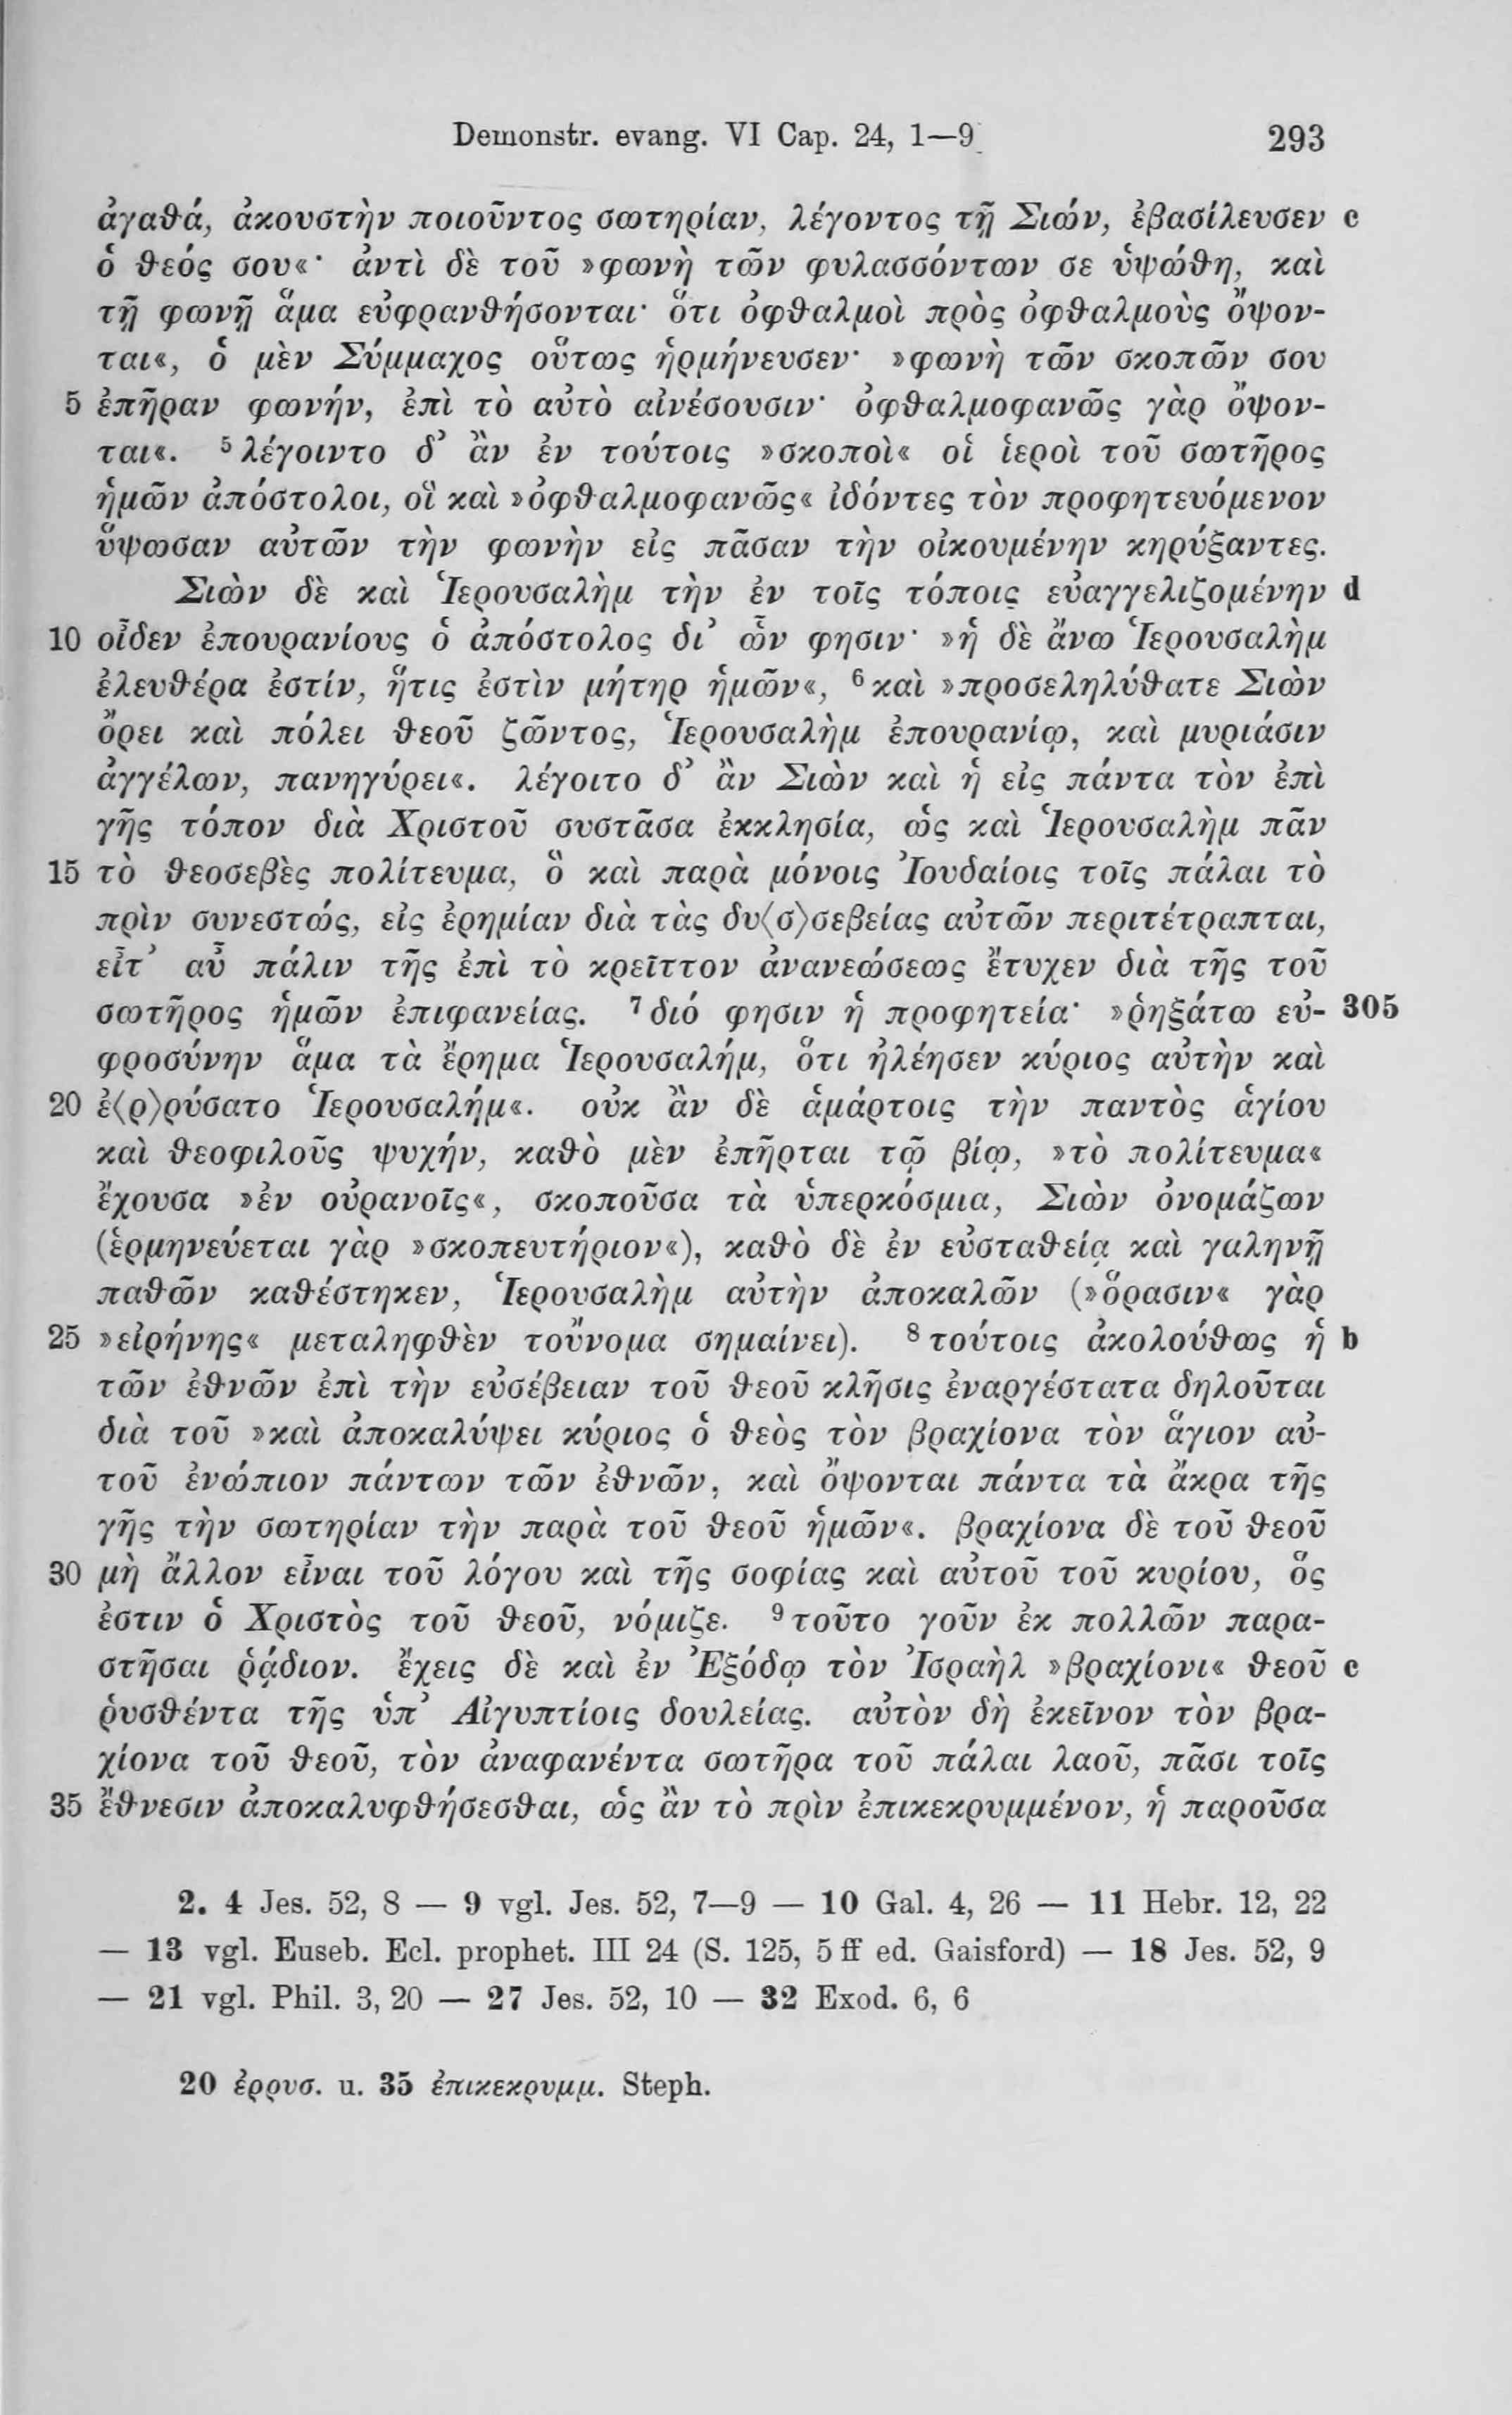 Demonstr. evang. VI Cap. 24, 1—9 293
ἀγαθά, ἀκουστὴν ποιοῦντος σωτηρίαν, λέγοντος τῇ Σιών, ἐβασίλευσεν c
ὁ θεός σου«· ἀντὶ δὲ τοῦ »φωνὴ τῶν φυλασσόντων σε ὑψώθη, καὶ
τῇ φωνῇ ἅμα εὐφρανθήσονται· ὅτι ὀφθαλμοὶ πρὸς ὀφθαλμοὺς ὄψον-
ται«, ὁ μὲν Σύμμαχος οὕτως ἡρμήνευσεν· »φωνὴ τῶν σκοπῶν σου
5 ἐπῆραν φωνήν, ἐπὶ τὸ αὐτὸ αἰνέσουσιν· ὀφθαλμοφανῶς γὰρ ὄψον-
ται«. ⁵ λέγοιντο δ’ ἂν ἐν τούτοις »σκοποὶ« οἱ ἱεροὶ τοῦ σωτῆρος
ἡμῶν ἀπόστολοι, οἳ καὶ »ὀφθαλμοφανῶς« ἰδόντες τὸν προφητευόμενον
ὕψωσαν αὐτῶν τὴν φωνὴν εἰς πᾶσαν τὴν οἰκουμένην κηρύξαντες.
Σιὼν δὲ καὶ Ἱερουσαλὴμ τὴν ἐν τοῖς τόποις εὐαγγελιζομένην d
10 οἶδεν ἐπουρανίους ὁ ἀπόστολος δι’ ὧν φησιν· »ἡ δὲ ἄνω Ἱερουσαλὴμ
ἐλευθέρα ἐστίν, ἥτις ἐστὶν μήτηρ ἡμῶν«, ⁶ καὶ »προσεληλύθατε Σιὼν
ὄρει καὶ πόλει θεοῦ ζῶντος, Ἱερουσαλὴμ ἐπουρανίῳ, καὶ μυριάσιν
ἀγγέλων, πανηγύρει«. λέγοιτο δ’ ἂν Σιὼν καὶ ἡ εἰς πάντα τὸν ἐπὶ
γῆς τόπον διὰ Χριστοῦ συστᾶσα ἐκκλησία, ὡς καὶ Ἱερουσαλὴμ πᾶν
15 τὸ θεοσεβὲς πολίτευμα, ὃ καὶ παρὰ μόνοις Ἰουδαίοις τοῖς πάλαι τὸ
πρὶν συνεστώς, εἰς ἐρημίαν διὰ τὰς δυ⟨σ⟩σεβείας αὐτῶν περιτέτραπται,
εἶτ’ αὖ πάλιν τῆς ἐπὶ τὸ κρεῖττον ἀνανεώσεως ἔτυχεν διὰ τῆς τοῦ
σωτῆρος ἡμῶν ἐπιφανείας. ⁷ διό φησιν ἡ προφητεία· »ῥηξάτω εὐ- 305
φροσύνην ἅμα τὰ ἔρημα Ἱερουσαλήμ, ὅτι ἠλέησεν κύριος αὐτὴν καὶ
20 ἐ⟨ρ⟩ρύσατο Ἱερουσαλήμ«. οὐκ ἂν δὲ ἁμάρτοις τὴν παντὸς ἁγίου
καὶ θεοφιλοῦς ψυχήν, καθὸ μὲν ἐπῆρται τῷ βίῳ, »τὸ πολίτευμα«
ἔχουσα »ἐν οὐρανοῖς«, σκοποῦσα τὰ ὑπερκόσμια, Σιὼν ὀνομάζων
(ἑρμηνεύεται γὰρ »σκοπευτήριον«), καθὸ δὲ ἐν εὐσταθείᾳ καὶ γαληνῇ
παθῶν καθέστηκεν, Ἱερουσαλὴμ αὐτὴν ἀποκαλῶν (»ὅρασιν« γὰρ
25 »εἰρήνης« μεταληφθὲν τοὔνομα σημαίνει). ⁸ τούτοις ἀκολούθως ἡ b
τῶν ἐθνῶν ἐπὶ τὴν εὐσέβειαν τοῦ θεοῦ κλῆσις ἐναργέστατα δηλοῦται
διὰ τοῦ »καὶ ἀποκαλύψει κύριος ὁ θεὸς τὸν βραχίονα τὸν ἅγιον αὐ-
τοῦ ἐνώπιον πάντων τῶν ἐθνῶν, καὶ ὄψονται πάντα τὰ ἄκρα τῆς
γῆς τὴν σωτηρίαν τὴν παρὰ τοῦ θεοῦ ἡμῶν«. βραχίονα δὲ τοῦ θεοῦ
30 μὴ ἄλλον εἶναι τοῦ λόγου καὶ τῆς σοφίας καὶ αὐτοῦ τοῦ κυρίου, ὅς
ἐστιν ὁ Χριστὸς τοῦ θεοῦ, νόμιζε. ⁹ τοῦτο γοῦν ἐκ πολλῶν παρα-
στῆσαι ῥᾴδιον. ἔχεις δὲ καὶ ἐν Ἐξόδῳ τὸν Ἰσραὴλ »βραχίονι« θεοῦ c
ῥυσθέντα τῆς ὑπ’ Αἰγυπτίοις δουλείας. αὐτὸν δὴ ἐκεῖνον τὸν βρα-
χίονα τοῦ θεοῦ, τὸν ἀναφανέντα σωτῆρα τοῦ πάλαι λαοῦ, πᾶσι τοῖς
35 ἔθνεσιν ἀποκαλυφθήσεσθαι, ὡς ἂν τὸ πρὶν ἐπικεκρυμμένον, ἡ παροῦσα
2. 4 Jes. 52, 8 — 9 vgl. Jes. 52, 7—9 — 10 Gal. 4, 26 — 11 Hebr. 12, 22
— 13 vgl. Euseb. Ecl. prophet. III 24 (S. 125, 5 ff ed. Gaisford) — 18 Jes. 52, 9
— 21 vgl. Phil. 3, 20 — 27 Jes. 52, 10 — 32 Exod. 6, 6
20 ἐρρυσ. u. 35 ἐπικεκρυμμ. Steph.